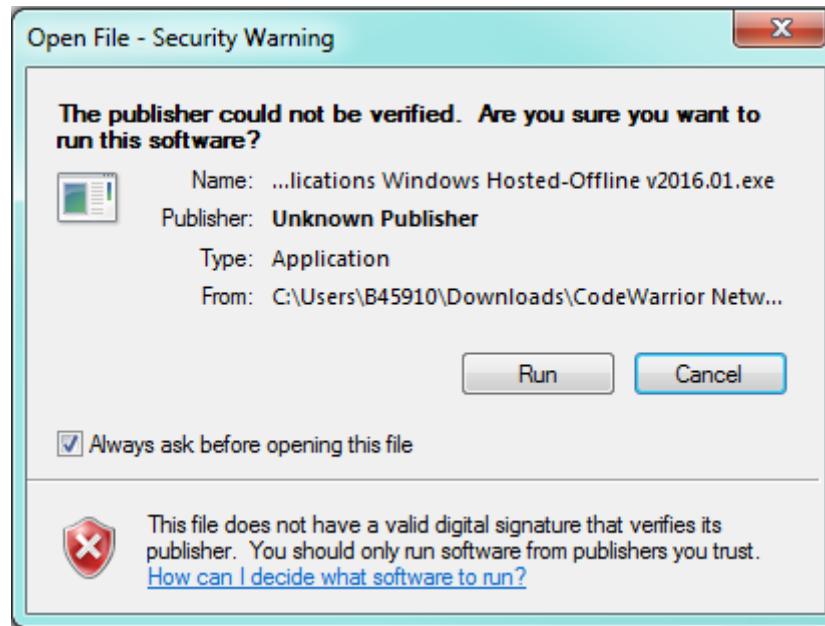 Open File - Security Warning
The publisher could not be verified. Are you sure you want to
run this software?
Name: ...lications Windows Hosted-Offline v2016.01.exe
Publisher: Unknown Publisher
Type: Application
From: C:\Users\B45910\Downloads\CodeWarrior Netw...
Run Cancel
Always ask before opening this file
This file does not have a valid digital signature that verifies its
publisher. You should only run software from publishers you trust.
How can I decide what software to run?